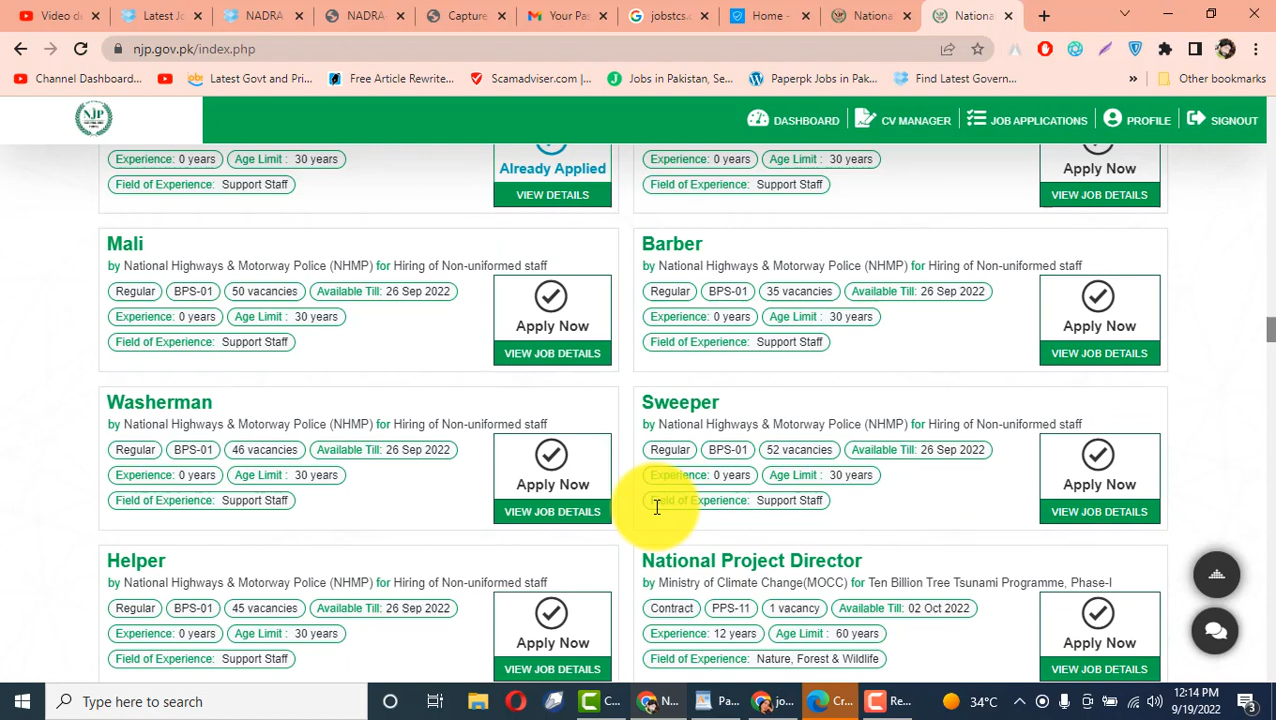 Video de
Latest Jo
NADRA
NADRA-
Capture
Your Pas
jobstcs.c
Home -
Nationa
Nationa
njp.gov.pk/index.php
Channel Dashboard...
Latest Govt and Pri...
Free Article Rewrite...
Scamadviser.com |...
Jobs in Pakistan, Se...
Paperpk Jobs in Pak...
Find Latest Govern...
»
Other bookmarks
NJP
DASHBOARD
CV MANAGER
JOB APPLICATIONS
PROFILE
SIGNOUT
Experience: 0 years Age Limit : 30 years
Already Applied
Field of Experience: Support Staff
VIEW DETAILS
Experience: 0 years Age Limit : 30 years
Apply Now
Field of Experience: Support Staff
VIEW JOB DETAILS
Mali
by National Highways & Motorway Police (NHMP) for Hiring of Non-uniformed staff
Regular BPS-01 50 vacancies Available Till: 26 Sep 2022
Experience: 0 years Age Limit : 30 years
Apply Now
Field of Experience: Support Staff
VIEW JOB DETAILS
Barber
by National Highways & Motorway Police (NHMP) for Hiring of Non-uniformed staff
Regular BPS-01 35 vacancies Available Till: 26 Sep 2022
Experience: 0 years Age Limit : 30 years
Apply Now
Field of Experience: Support Staff
VIEW JOB DETAILS
Washerman
by National Highways & Motorway Police (NHMP) for Hiring of Non-uniformed staff
Regular BPS-01 46 vacancies Available Till: 26 Sep 2022
Experience: 0 years Age Limit : 30 years
Apply Now
Field of Experience: Support Staff
VIEW JOB DETAILS
Sweeper
by National Highways & Motorway Police (NHMP) for Hiring of Non-uniformed staff
Regular BPS-01 52 vacancies Available Till: 26 Sep 2022
Experience: 0 years Age Limit : 30 years
Apply Now
Field of Experience: Support Staff
VIEW JOB DETAILS
Helper
by National Highways & Motorway Police (NHMP) for Hiring of Non-uniformed staff
Regular BPS-01 45 vacancies Available Till: 26 Sep 2022
Experience: 0 years Age Limit : 30 years
Apply Now
Field of Experience: Support Staff
VIEW JOB DETAILS
National Project Director
by Ministry of Climate Change(MOCC) for Ten Billion Tree Tsunami Programme, Phase-I
Contract PPS-11 1 vacancy Available Till: 02 Oct 2022
Experience: 12 years Age Limit : 60 years
Apply Now
Field of Experience: Nature, Forest & Wildlife
VIEW JOB DETAILS
Type here to search
C...
N...
Pa...
jo...
Cr...
Re...
34°C
12:14 PM
9/19/2022
3